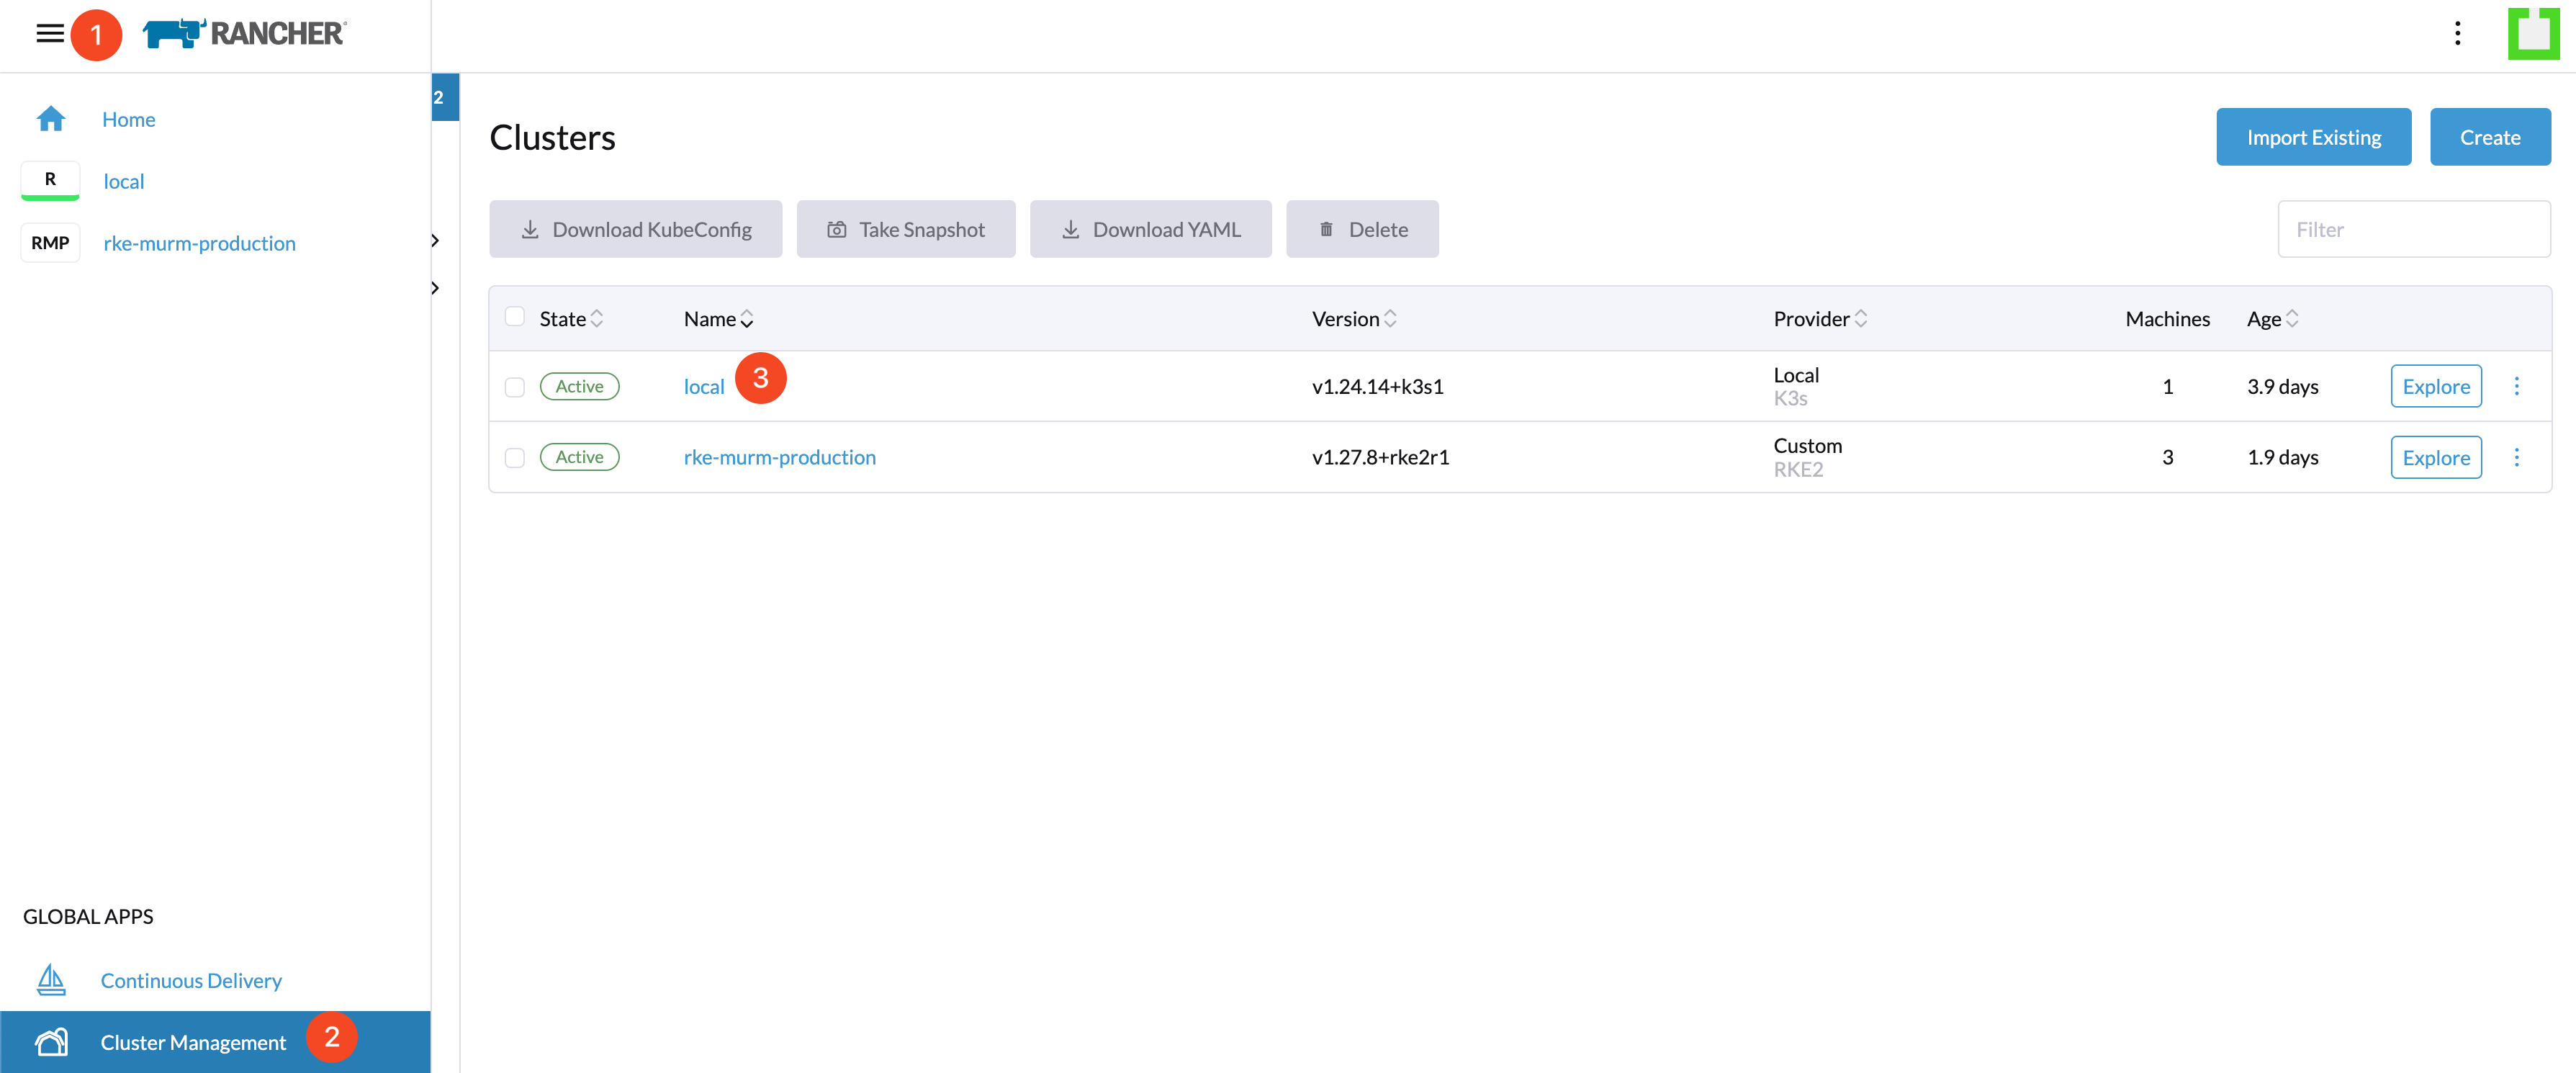 1 RANCHER
Home
R local
RMP rke-murm-production
GLOBAL APPS
Continuous Delivery
Cluster Management 2
2
Clusters
Import Existing Create
Download KubeConfig Take Snapshot Download YAML Delete Filter
State Name Version Provider Machines Age
Active local 3 v1.24.14+k3s1 Local 1 3.9 days Explore
K3s
Active rke-murm-production v1.27.8+rke2r1 Custom 3 1.9 days Explore
RKE2